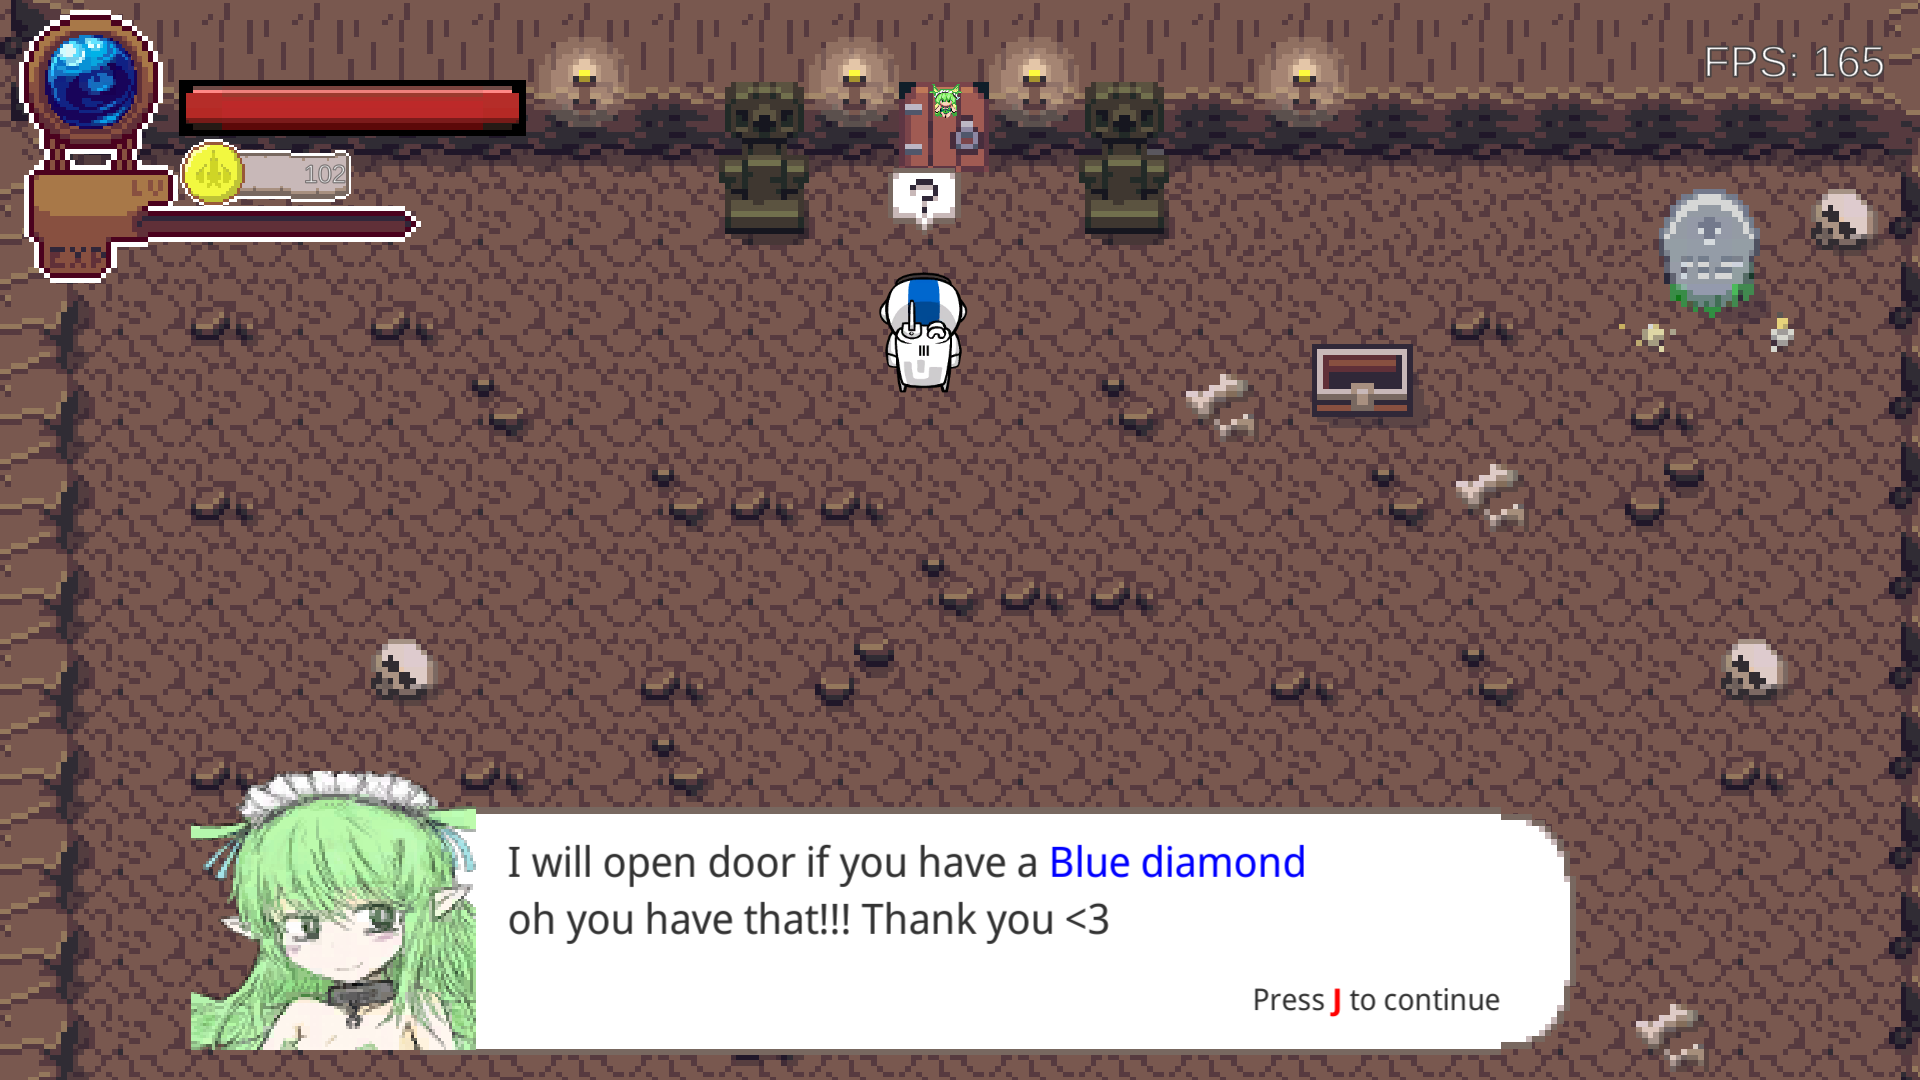 FPS: 165
102
LV
EXP
?
I will open door if you have a Blue diamond
oh you have that!!! Thank you <3
Press J to continue